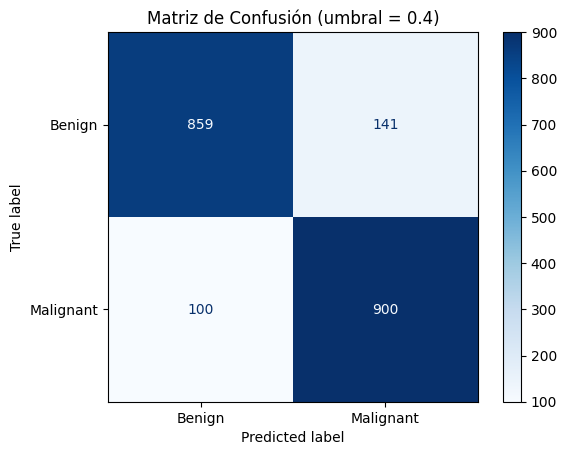 Matriz de Confusión (umbral = 0.4)
True label
Benign
859
141
Malignant
100
900
Benign
Malignant
Predicted label
900
800
700
600
500
400
300
200
100